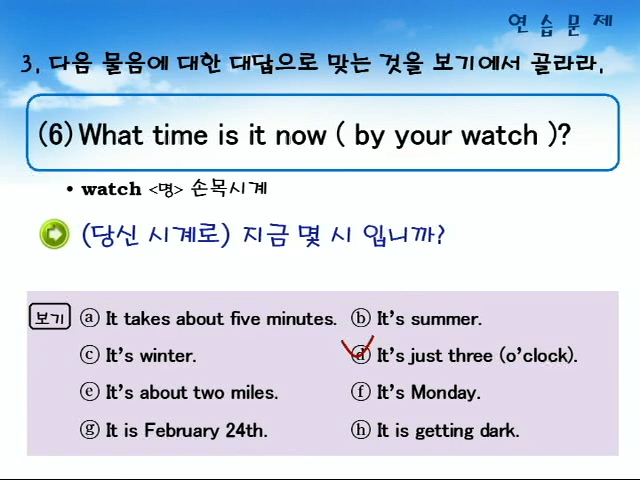 연 습 문 제
3. 다음 물음에 대한 대답으로 맞는 것을 보기에서 골라라.
(6) What time is it now ( by your watch )?
• watch <명> 손목시계
(당신 시계로) 지금 몇 시 입니까?
보기 ⓐ It takes about five minutes. ⓑ It's summer.
ⓒ It's winter. ⓓ It's just three (o'clock).
ⓔ It's about two miles. ⓕ It's Monday.
ⓖ It is February 24th. ⓗ It is getting dark.